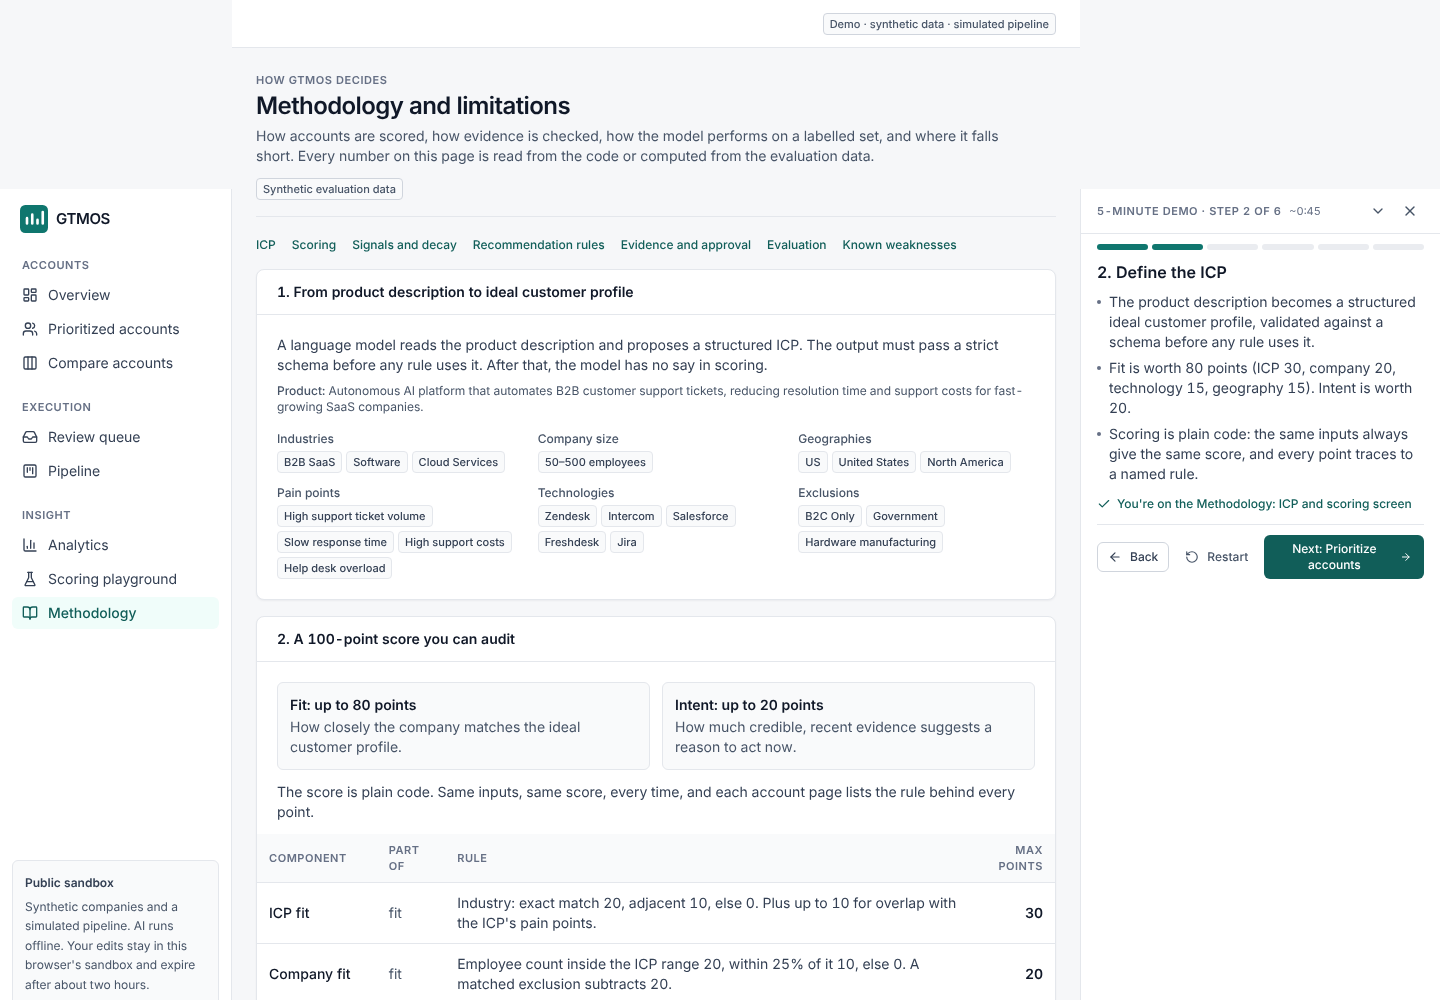 Demo · synthetic data · simulated pipeline
HOW GTMOS DECIDES
Methodology and limitations
How accounts are scored, how evidence is checked, how the model performs on a labelled set, and where it falls
short. Every number on this page is read from the code or computed from the evaluation data.
Synthetic evaluation data
GTMOS
ACCOUNTS
Overview
Prioritized accounts
Compare accounts
EXECUTION
Review queue
Pipeline
INSIGHT
Analytics
Scoring playground
Methodology
Public sandbox
Synthetic companies and a
simulated pipeline. AI runs
offline. Your edits stay in this
browser's sandbox and expire
after about two hours.
ICP Scoring Signals and decay Recommendation rules Evidence and approval Evaluation Known weaknesses
1. From product description to ideal customer profile
A language model reads the product description and proposes a structured ICP. The output must pass a strict
schema before any rule uses it. After that, the model has no say in scoring.
Product: Autonomous AI platform that automates B2B customer support tickets, reducing resolution time and support costs for fast-
growing SaaS companies.
Industries
B2B SaaS Software Cloud Services
Company size
50–500 employees
Geographies
US United States North America
Pain points
High support ticket volume
Slow response time High support costs
Help desk overload
Technologies
Zendesk Intercom Salesforce
Freshdesk Jira
Exclusions
B2C Only Government
Hardware manufacturing
2. A 100-point score you can audit
Fit: up to 80 points
How closely the company matches the ideal
customer profile.
Intent: up to 20 points
How much credible, recent evidence suggests a
reason to act now.
The score is plain code. Same inputs, same score, every time, and each account page lists the rule behind every
point.
COMPONENT PART OF RULE MAX POINTS
ICP fit fit Industry: exact match 20, adjacent 10, else 0. Plus up to 10 for overlap with
the ICP's pain points. 30
Company fit fit Employee count inside the ICP range 20, within 25% of it 10, else 0. A
matched exclusion subtracts 20. 20
5-MINUTE DEMO · STEP 2 OF 6 ~0:45
2. Define the ICP
• The product description becomes a structured
ideal customer profile, validated against a
schema before any rule uses it.
• Fit is worth 80 points (ICP 30, company 20,
technology 15, geography 15). Intent is worth
20.
• Scoring is plain code: the same inputs always
give the same score, and every point traces to
a named rule.
You're on the Methodology: ICP and scoring screen
Back Restart Next: Prioritize
accounts